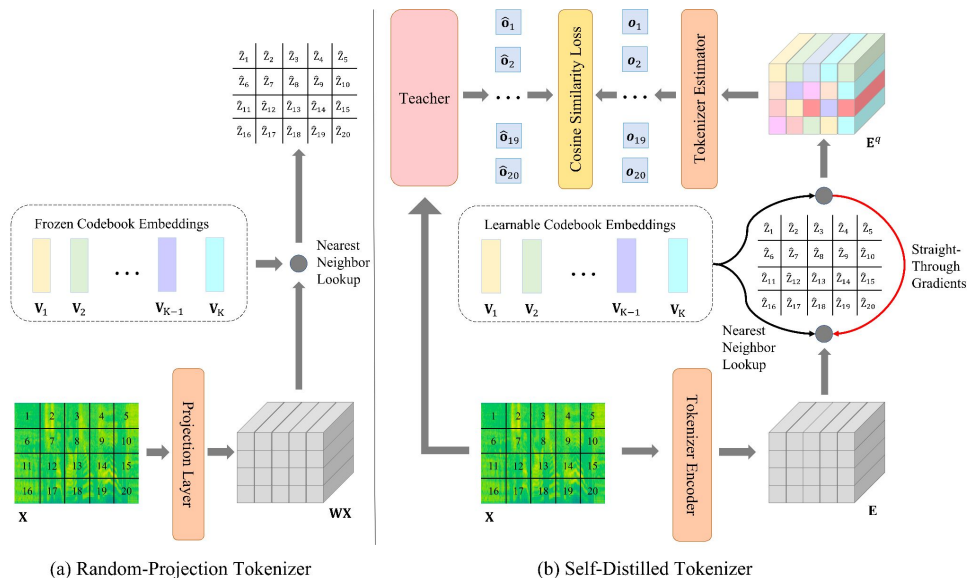 Ẑ1 Ẑ2 Ẑ3 Ẑ4 Ẑ5
Ẑ6 Ẑ7 Ẑ8 Ẑ9 Ẑ10
Ẑ11 Ẑ12 Ẑ13 Ẑ14 Ẑ15
Ẑ16 Ẑ17 Ẑ18 Ẑ19 Ẑ20
Frozen Codebook Embeddings
V1 V2 ... VK−1 VK
Nearest
Neighbor
Lookup
1 2 3 4 5
6 7 8 9 10
11 12 13 14 15
16 17 18 19 20
X
Projection Layer
WX
(a) Random-Projection Tokenizer
Teacher
ô1
ô2
...
ô19
ô20
Cosine Similarity Loss
o1
o2
...
o19
o20
Tokenizer Estimator
E^q
Learnable Codebook Embeddings
V1 V2 ... VK−1 VK
Ẑ1 Ẑ2 Ẑ3 Ẑ4 Ẑ5
Ẑ6 Ẑ7 Ẑ8 Ẑ9 Ẑ10
Ẑ11 Ẑ12 Ẑ13 Ẑ14 Ẑ15
Ẑ16 Ẑ17 Ẑ18 Ẑ19 Ẑ20
Straight-
Through
Gradients
Nearest
Neighbor
Lookup
1 2 3 4 5
6 7 8 9 10
11 12 13 14 15
16 17 18 19 20
X
Tokenizer Encoder
E
(b) Self-Distilled Tokenizer